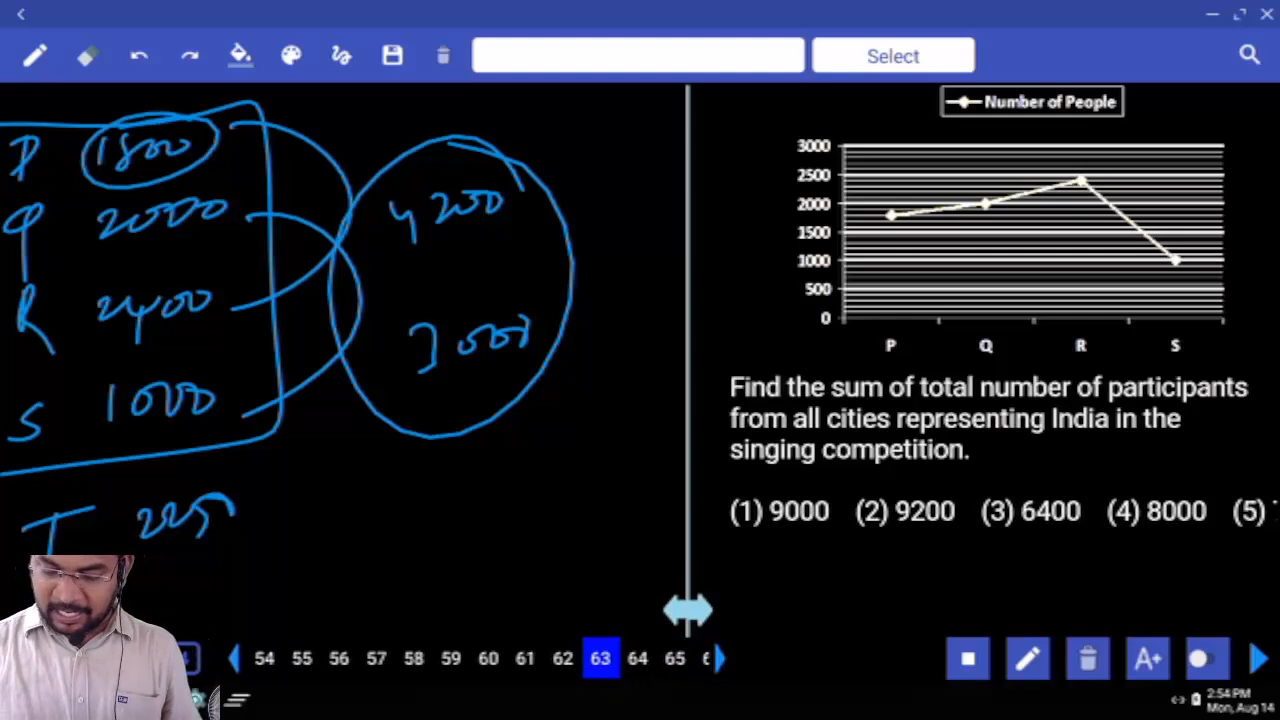 Select
Number of People
P 1800
Q 2000
R 2400
S 1000
T 225
4200
3000
3000
2500
2000
1500
1000
500
0
P Q R S
Find the sum of total number of participants
from all cities representing India in the
singing competition.
(1) 9000 (2) 9200 (3) 6400 (4) 8000 (5)
54 55 56 57 58 59 60 61 62 63 64 65
A+
2:54 PM
Mon, Aug 14